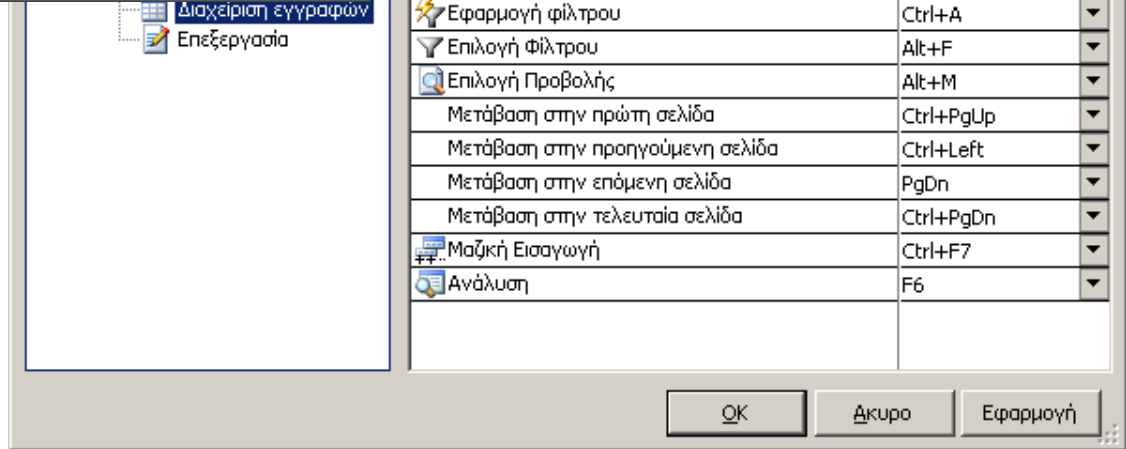 Διαχείριση εγγραφών
Επεξεργασία
Εφαρμογή φίλτρου Ctrl+A
Επιλογή Φίλτρου Alt+F
Επιλογή Προβολής Alt+M
Μετάβαση στην πρώτη σελίδα Ctrl+PgUp
Μετάβαση στην προηγούμενη σελίδα Ctrl+Left
Μετάβαση στην επόμενη σελίδα PgDn
Μετάβαση στην τελευταία σελίδα Ctrl+PgDn
Μαζική Εισαγωγή Ctrl+F7
Ανάλυση F6
OK Ακυρο Εφαρμογή